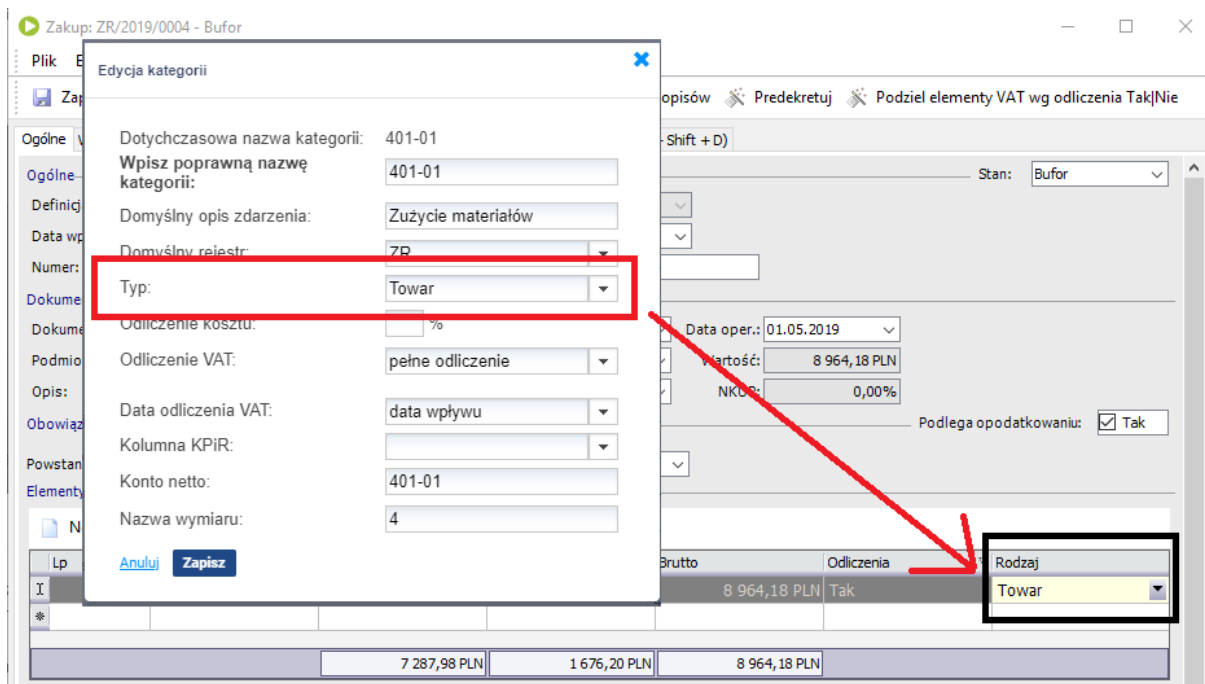 Zakup: ZR/2019/0004 - Bufor
Plik
Edycja kategorii
opisów Predekretuj Podziel elementy VAT wg odliczenia Tak|Nie
Ogólne Shift + D)
Dotychczasowa nazwa kategorii: 401-01
Wpisz poprawną nazwę
kategorii: 401-01
Ogólne Stan: Bufor
Domyślny opis zdarzenia: Zużycie materiałów
Domyślny rejestr: ZR
Numer:
Typ: Towar
Odliczenie kosztu: %
Data oper.: 01.05.2019
Odliczenie VAT: pełne odliczenie
Wartość: 8 964,18 PLN
Opis: NKUP: 0,00%
Data odliczenia VAT: data wpływu
Podlega opodatkowaniu: Tak
Kolumna KPiR:
Konto netto: 401-01
Nazwa wymiaru: 4
Anuluj Zapisz
Lp Brutto Odliczenia Rodzaj
8 964,18 PLN Tak Towar
7 287,98 PLN 1 676,20 PLN 8 964,18 PLN